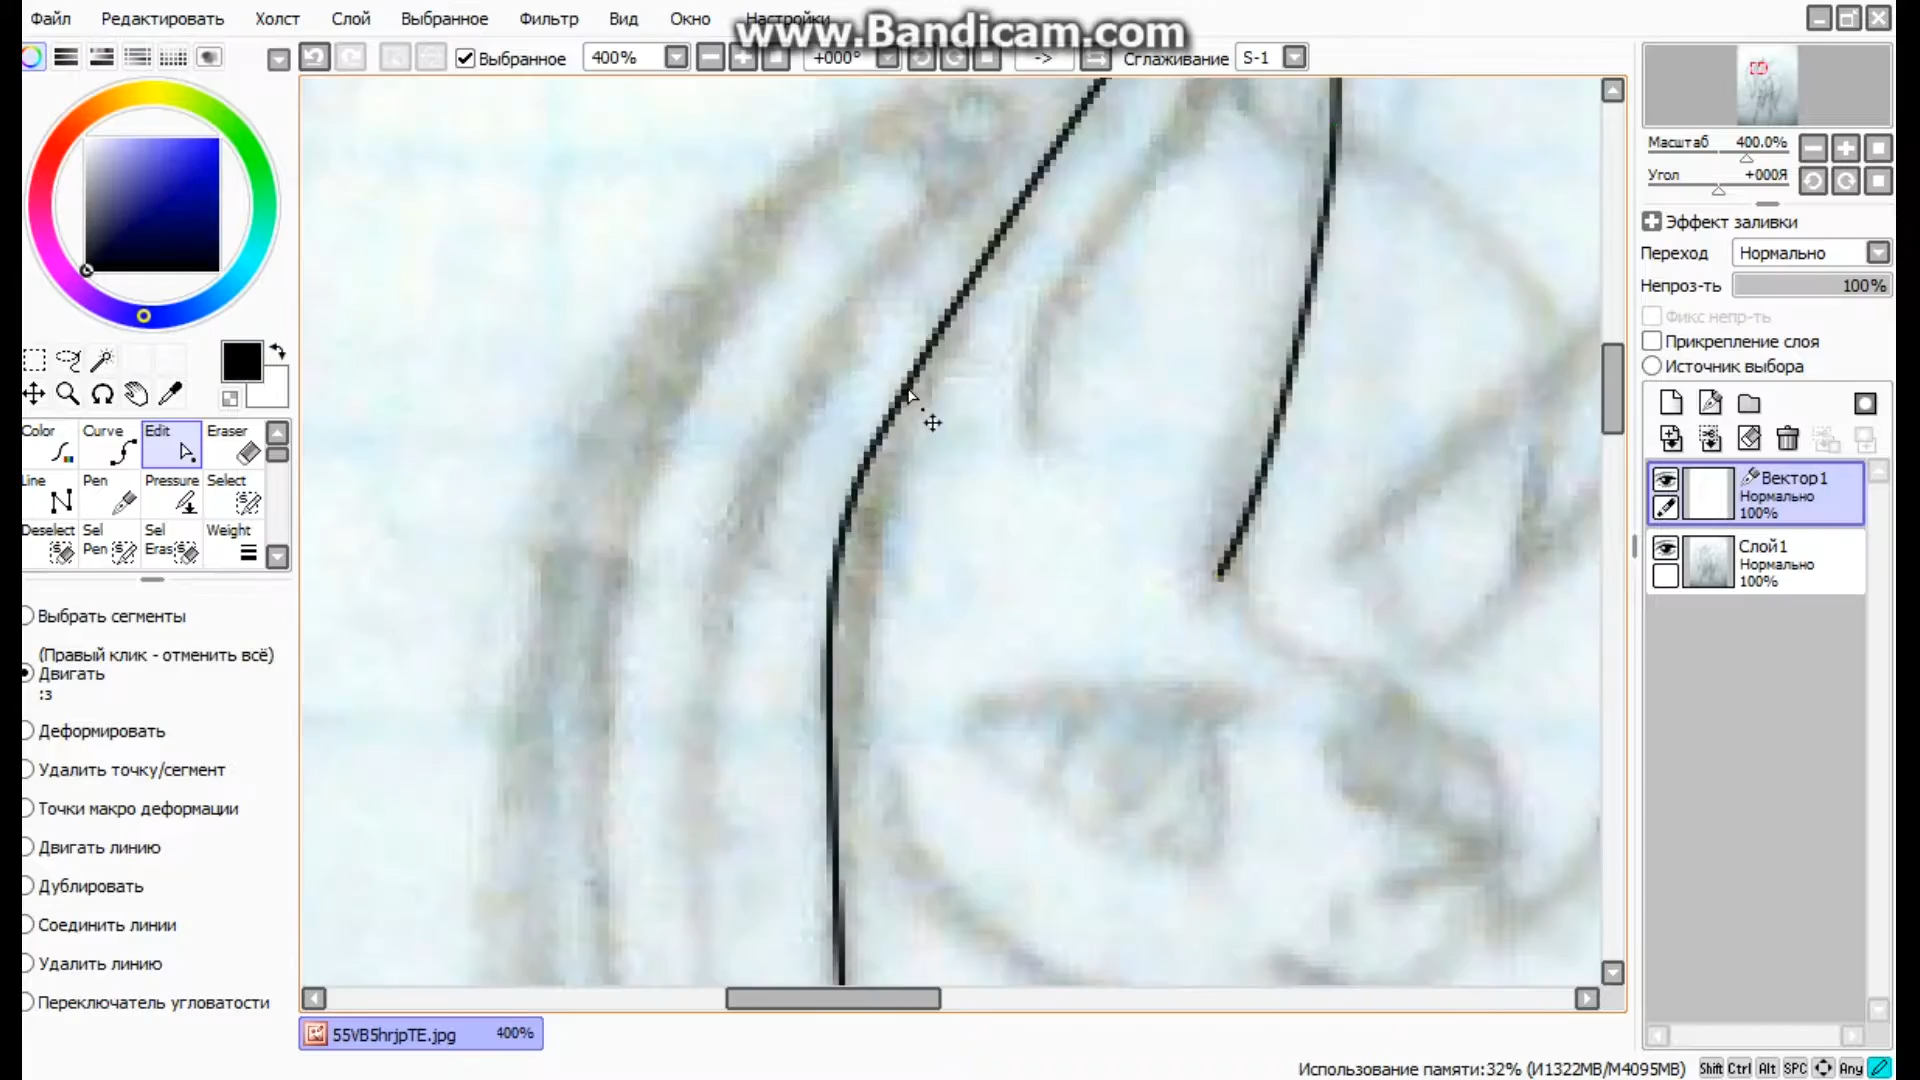 Файл Редактировать Холст Слой Выбранное Фильтр Вид Окно Настройки
www.Bandicam.com
Выбранное 400% +000° -> Сглаживание S-1
Масштаб 400.0%
Угол +000Я
Эффект заливки
Переход Нормально
Непроз-ть 100%
Фикс непр-ть
Прикрепление слоя
Источник выбора
Color Curve Edit Eraser
Line Pen Pressure Select
Deselect Sel Pen Sel Eras Weight
Вектор1
Нормально
100%
Слой1
Нормально
100%
Выбрать сегменты
(Правый клик - отменить всё)
Двигать
:3
Деформировать
Удалить точку/сегмент
Точки макро деформации
Двигать линию
Дублировать
Соединить линии
Удалить линию
Переключатель угловатости
55VB5hrjpTE.jpg 400%
Использование памяти:32% (И1322MB/M4095MB) Shift Ctrl Alt SPC Any